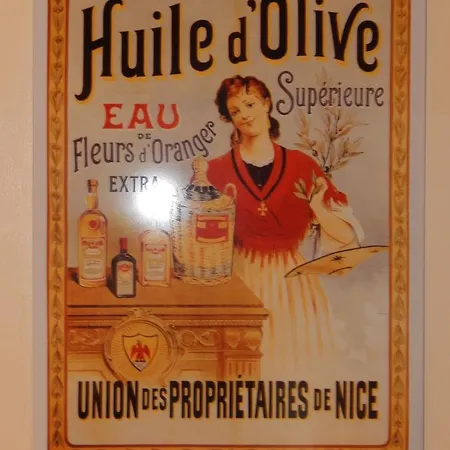 Huile d'Olive
Supérieure
EAU
DE
Fleurs d'Oranger
EXTRA
UNION DES PROPRIÉTAIRES DE NICE